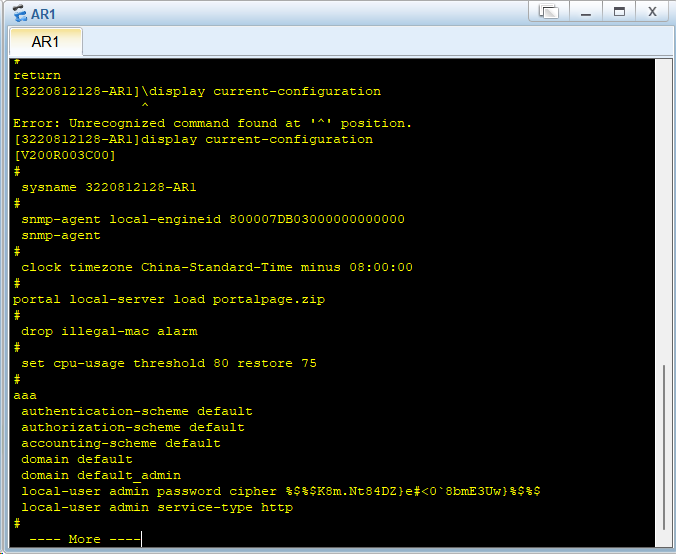 AR1
AR1
#
return
[3220812128-AR1]\display current-configuration
^
Error: Unrecognized command found at '^' position.
[3220812128-AR1]display current-configuration
[V200R003C00]
#
sysname 3220812128-AR1
#
snmp-agent local-engineid 800007DB03000000000000
snmp-agent
#
clock timezone China-Standard-Time minus 08:00:00
#
portal local-server load portalpage.zip
#
drop illegal-mac alarm
#
set cpu-usage threshold 80 restore 75
#
aaa
authentication-scheme default
authorization-scheme default
accounting-scheme default
domain default
domain default_admin
local-user admin password cipher %$%$K8m.Nt84DZ}e#<0`8bmE3Uw}%$%$
local-user admin service-type http
#
---- More ----